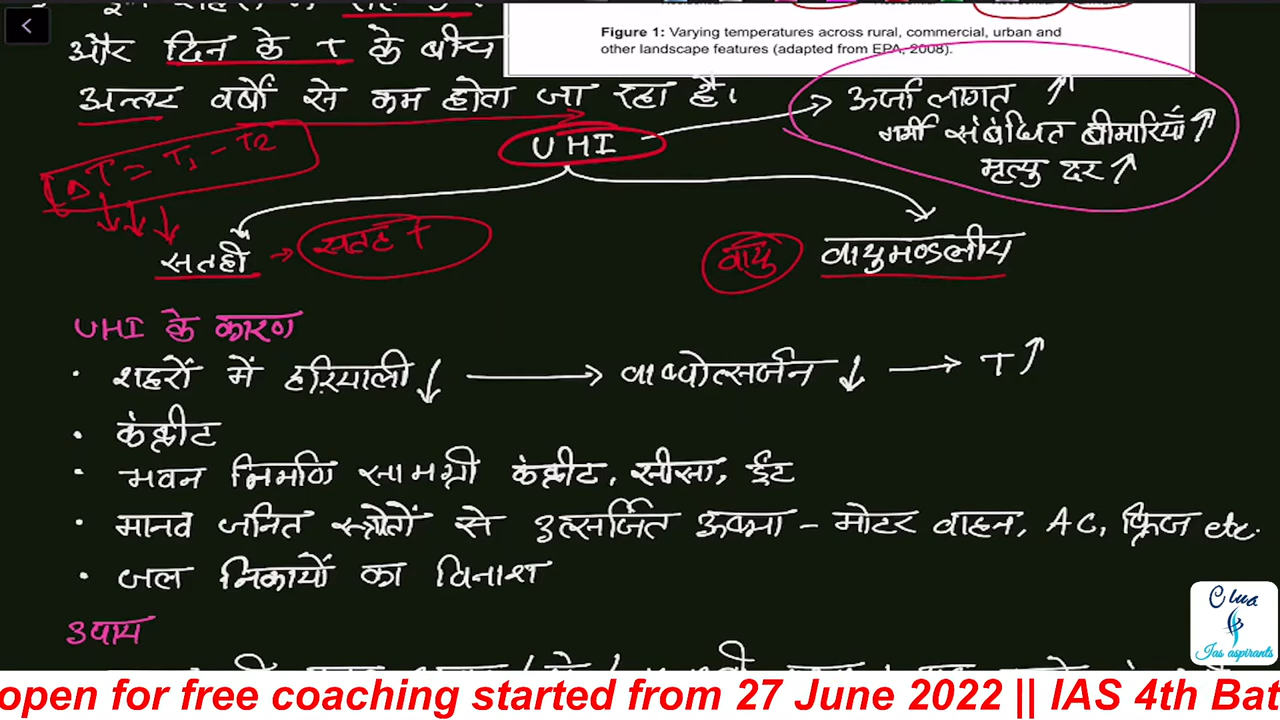 Figure 1: Varying temperatures across rural, commercial, urban and
other landscape features (adapted from EPA, 2008).
और दिन के T के बीच
अन्तर वर्षों से कम होता जा रहा है।
ऊर्जा लागत ↑
गर्मी संबंधित बीमारियाँ ↑
मृत्यु दर ↑
UHI
ΔT = T1 - T2
सतही → सतह T
वायु वायुमण्डलीय
UHI के कारण
• शहरों में हरियाली ↓ → वाष्पोत्सर्जन ↓ → T ↑
• कंक्रीट
• भवन निर्माण सामग्री कंक्रीट, सीसा, ईंट
• मानव जनित स्त्रोतों से उत्सर्जित ऊष्मा - मोटर वाहन, AC, फ्रिज etc.
• जल निकायों का विनाश
उपाय
Clue
Ias aspirants
open for free coaching started from 27 June 2022 || IAS 4th Bat